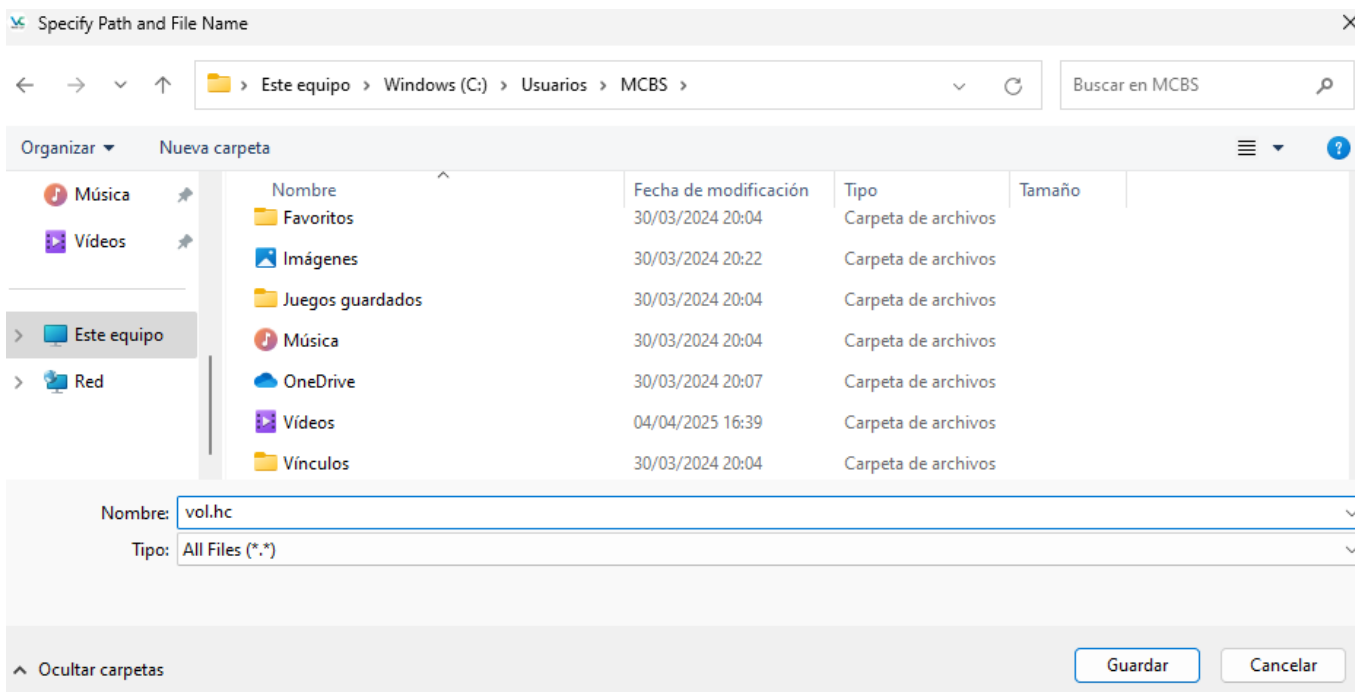 Specify Path and File Name
Este equipo > Windows (C:) > Usuarios > MCBS >
Buscar en MCBS
Organizar
Nueva carpeta
Música
Vídeos
Este equipo
Red
Nombre Fecha de modificación Tipo Tamaño
Favoritos 30/03/2024 20:04 Carpeta de archivos
Imágenes 30/03/2024 20:22 Carpeta de archivos
Juegos guardados 30/03/2024 20:04 Carpeta de archivos
Música 30/03/2024 20:04 Carpeta de archivos
OneDrive 30/03/2024 20:07 Carpeta de archivos
Vídeos 04/04/2025 16:39 Carpeta de archivos
Vínculos 30/03/2024 20:04 Carpeta de archivos
Nombre: vol.hc
Tipo: All Files (*.*)
Ocultar carpetas
Guardar
Cancelar